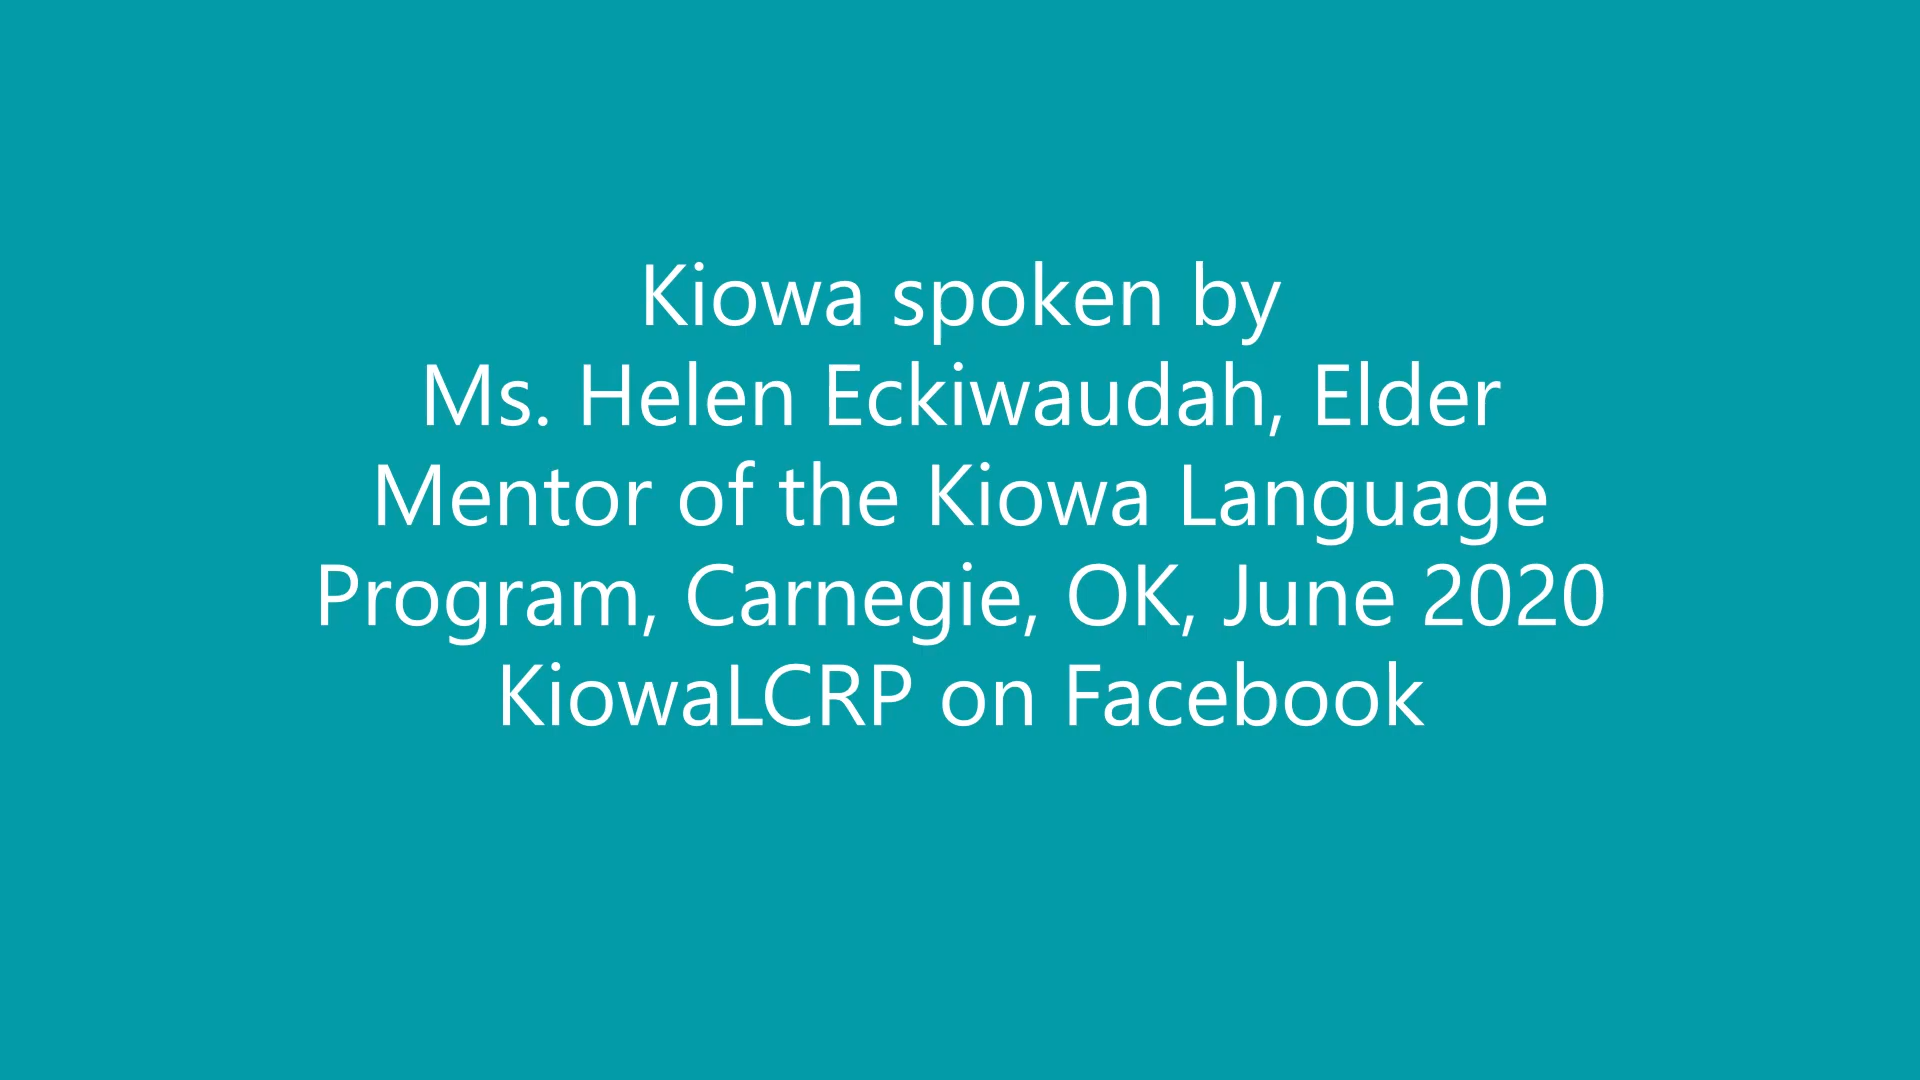 Kiowa spoken by
Ms. Helen Eckiwaudah, Elder
Mentor of the Kiowa Language
Program, Carnegie, OK, June 2020
KiowaLCRP on Facebook